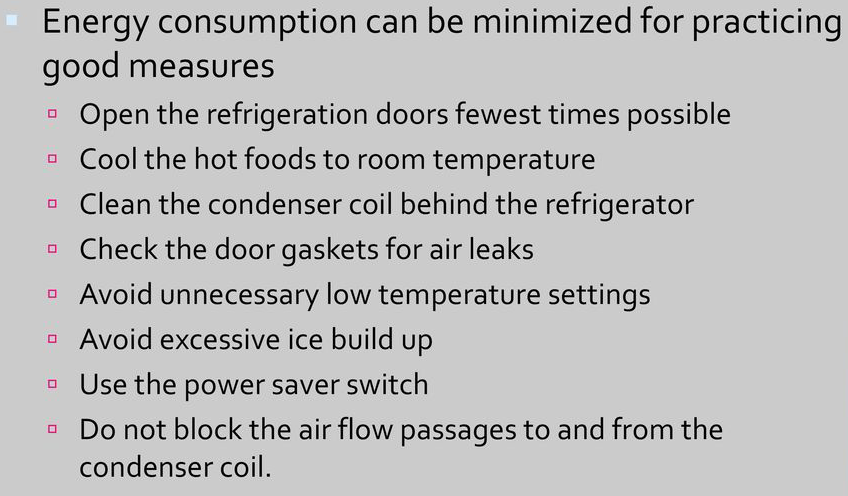 Energy consumption can be minimized for practicing
good measures
Open the refrigeration doors fewest times possible
Cool the hot foods to room temperature
Clean the condenser coil behind the refrigerator
Check the door gaskets for air leaks
Avoid unnecessary low temperature settings
Avoid excessive ice build up
Use the power saver switch
Do not block the air flow passages to and from the
condenser coil.